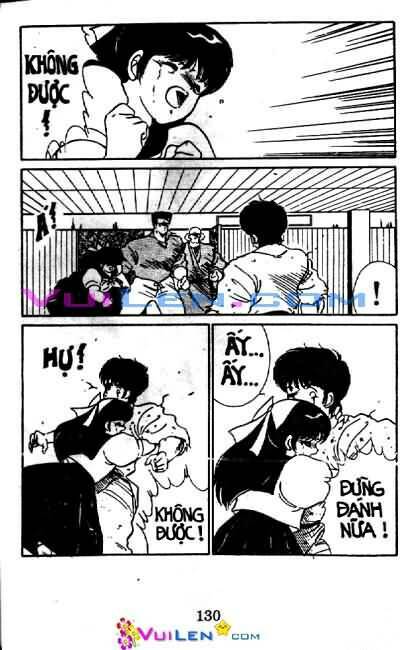 KHÔNG
ĐƯỢC
!
Á!
!
VUILEN.COM
HỰ!
KHÔNG
ĐƯỢC!
ẤY...
ẤY...
ĐỪNG
ĐÁNH
NỮA!
130
VUILEN.COM